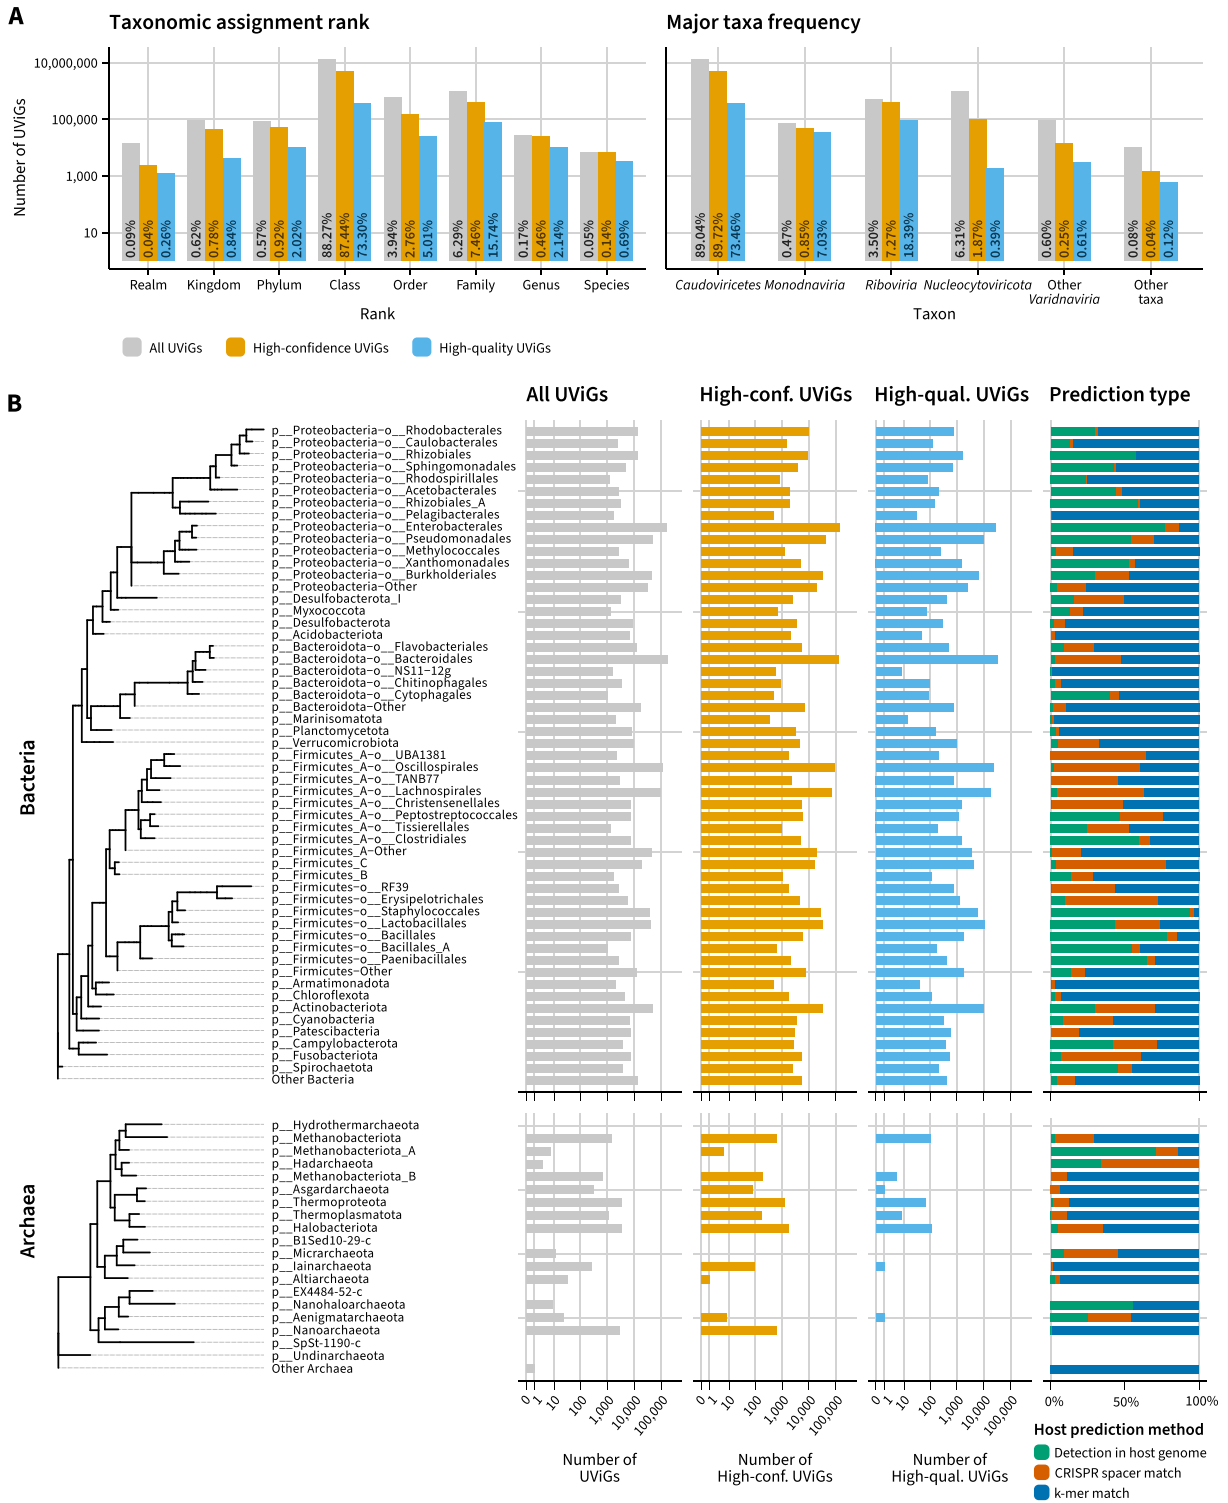 A
Taxonomic assignment rank
Major taxa frequency
Number of UViGs
10,000,000
100,000
1,000
10
0.09% 0.04% 0.26% 0.62% 0.78% 0.84% 0.57% 0.92% 2.02% 88.27% 87.44% 73.30% 3.94% 2.76% 5.01% 6.29% 7.46% 15.74% 0.17% 0.46% 2.14% 0.05% 0.14% 0.69%
89.04% 89.72% 73.46% 0.47% 0.85% 7.03% 3.50% 7.27% 18.39% 6.31% 1.87% 0.39% 0.60% 0.25% 0.61% 0.08% 0.04% 0.12%
Realm Kingdom Phylum Class Order Family Genus Species
Caudoviricetes Monodnaviria Riboviria Nucleocytoviricota Other Varidnaviria Other taxa
Rank
Taxon
All UViGs High-confidence UViGs High-quality UViGs
B
All UViGs High-conf. UViGs High-qual. UViGs Prediction type
Bacteria
p__Proteobacteria-o__Rhodobacterales
p__Proteobacteria-o__Caulobacterales
p__Proteobacteria-o__Rhizobiales
p__Proteobacteria-o__Sphingomonadales
p__Proteobacteria-o__Rhodospirillales
p__Proteobacteria-o__Acetobacterales
p__Proteobacteria-o__Rhizobiales_A
p__Proteobacteria-o__Pelagibacterales
p__Proteobacteria-o__Enterobacterales
p__Proteobacteria-o__Pseudomonadales
p__Proteobacteria-o__Methylococcales
p__Proteobacteria-o__Xanthomonadales
p__Proteobacteria-o__Burkholderiales
p__Proteobacteria-Other
p__Desulfobacterota_I
p__Myxococcota
p__Desulfobacterota
p__Acidobacteriota
p__Bacteroidota-o__Flavobacteriales
p__Bacteroidota-o__Bacteroidales
p__Bacteroidota-o__NS11-12g
p__Bacteroidota-o__Chitinophagales
p__Bacteroidota-o__Cytophagales
p__Bacteroidota-Other
p__Marinisomatota
p__Planctomycetota
p__Verrucomicrobiota
p__Firmicutes_A-o__UBA1381
p__Firmicutes_A-o__Oscillospirales
p__Firmicutes_A-o__TANB77
p__Firmicutes_A-o__Lachnospirales
p__Firmicutes_A-o__Christensenellales
p__Firmicutes_A-o__Peptostreptococcales
p__Firmicutes_A-o__Tissierellales
p__Firmicutes_A-o__Clostridiales
p__Firmicutes_A-Other
p__Firmicutes_C
p__Firmicutes_B
p__Firmicutes-o__RF39
p__Firmicutes-o__Erysipelotrichales
p__Firmicutes-o__Staphylococcales
p__Firmicutes-o__Lactobacillales
p__Firmicutes-o__Bacillales
p__Firmicutes-o__Bacillales_A
p__Firmicutes-o__Paenibacillales
p__Firmicutes-Other
p__Armatimonadota
p__Chloroflexota
p__Actinobacteriota
p__Cyanobacteria
p__Patescibacteria
p__Campylobacterota
p__Fusobacteriota
p__Spirochaetota
Other Bacteria
Archaea
p__Hydrothermarchaeota
p__Methanobacteriota
p__Methanobacteriota_A
p__Hadarchaeota
p__Methanobacteriota_B
p__Asgardarchaeota
p__Thermoproteota
p__Thermoplasmatota
p__Halobacteriota
p__B1Sed10-29-c
p__Micrarchaeota
p__Iainarchaeota
p__Altiarchaeota
p__EX4484-52-c
p__Nanohaloarchaeota
p__Aenigmatarchaeota
p__Nanoarchaeota
p__SpSt-1190-c
p__Undinarchaeota
Other Archaea
0 1 10 100 1,000 10,000 100,000
0 1 10 100 1,000 10,000 100,000
0 1 10 100 1,000 10,000 100,000
0% 50% 100%
Number of UViGs
Number of High-conf. UViGs
Number of High-qual. UViGs
Host prediction method
Detection in host genome
CRISPR spacer match
k-mer match